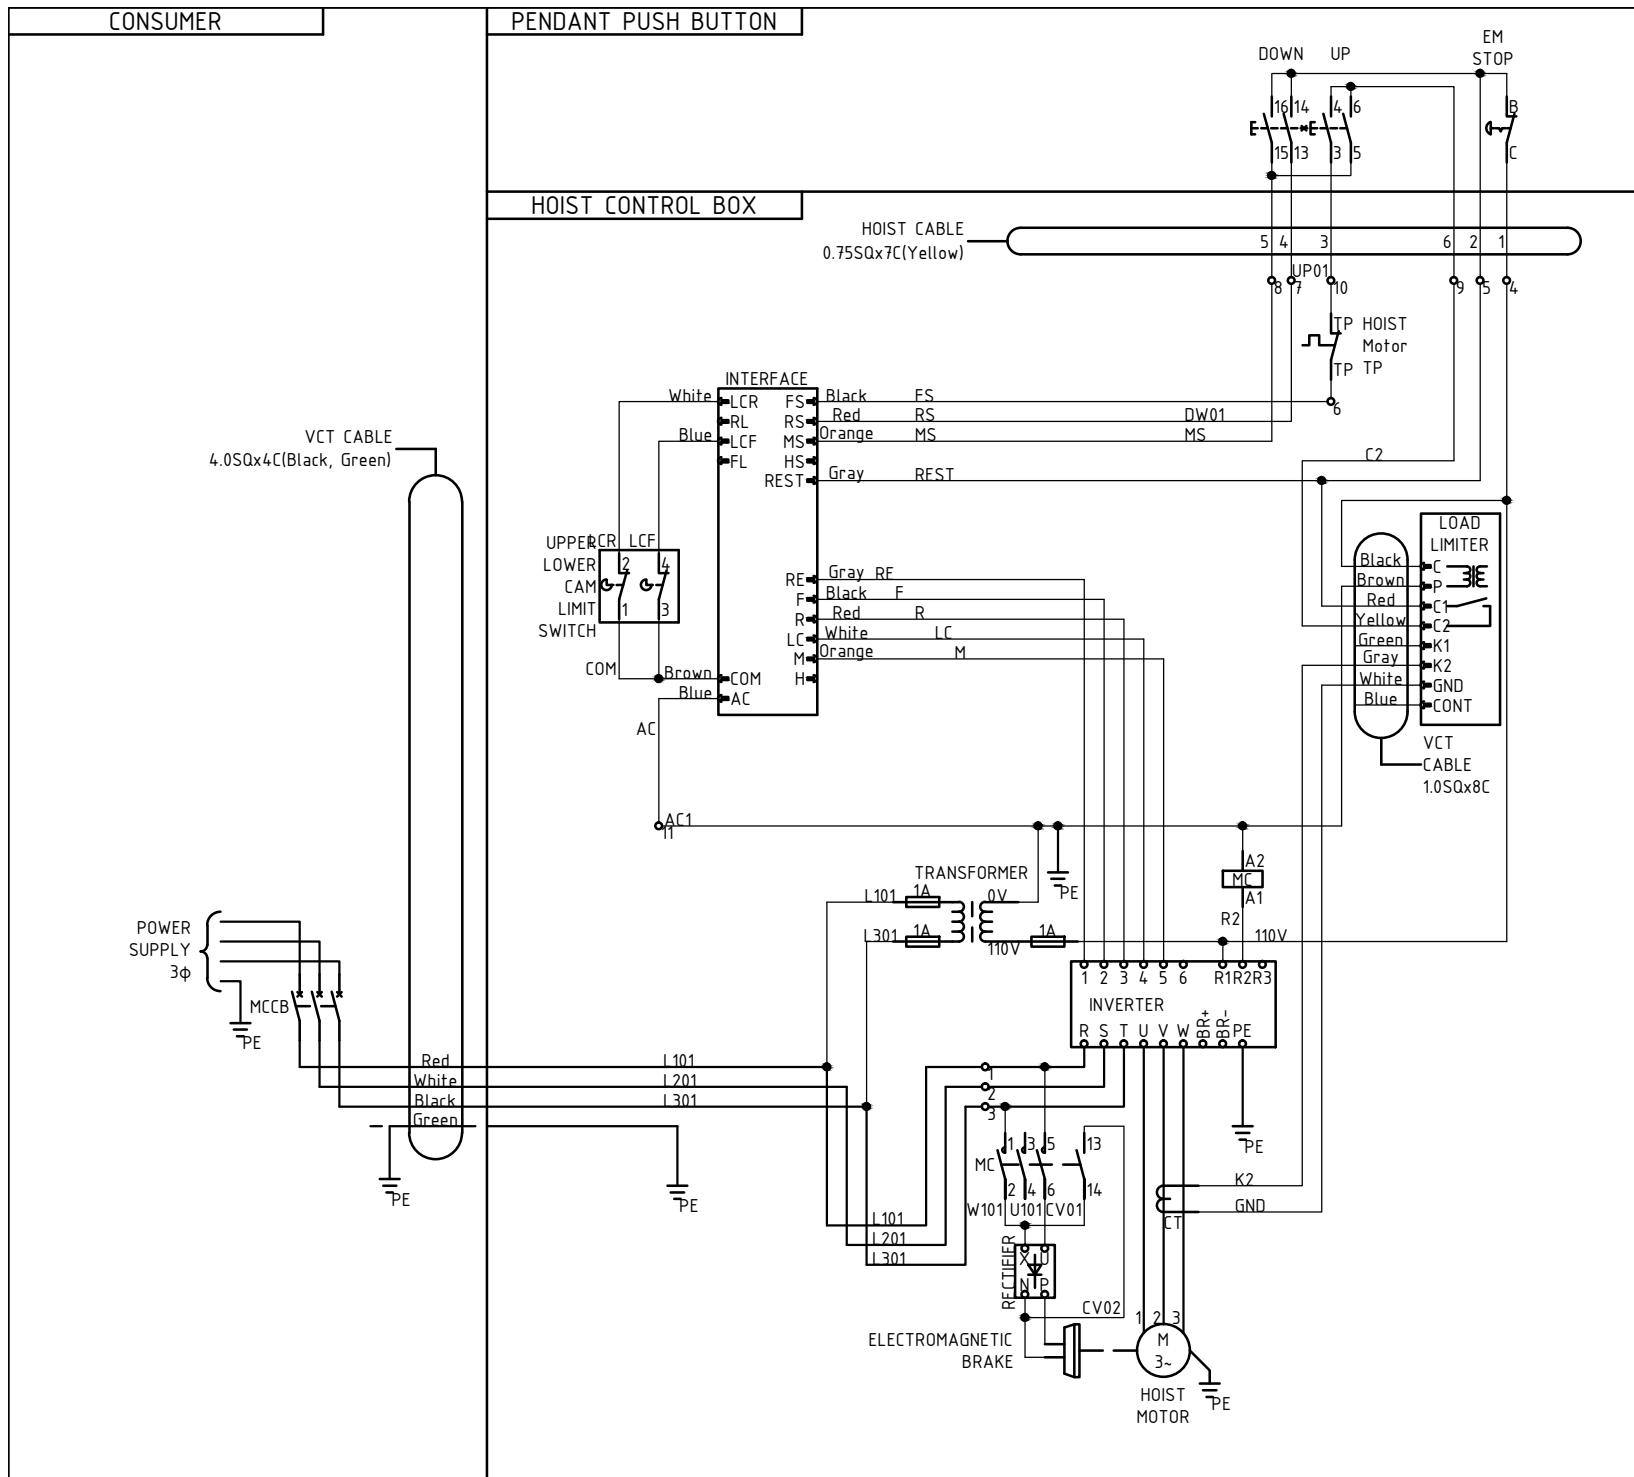 CONSUMER
PENDANT PUSH BUTTON
DOWN UP
EM
STOP
16 14 4 6 B
15 13 3 5 C
HOIST CONTROL BOX
HOIST CABLE
0.75SQx7C(Yellow)
5 4 3 6 2 1
UP01
8 7 10 9 5 4
TP HOIST
Motor
TP TP
6
INTERFACE
White LCR FS Black FS
RL RS Red RS DW01
Blue LCF MS Orange MS MS
FL HS
REST Gray REST
C2
VCT CABLE
4.0SQx4C(Black, Green)
UPPER
LOWER
CAM
LIMIT
SWITCH
LCR LCF
2 4
1 3
COM
RE Gray RE
F Black F
R Red R
LC White LC
M Orange M
Brown COM H
Blue AC
AC
LOAD
LIMITER
Black C
Brown P
Red C1
Yellow C2
Green K1
Gray K2
White GND
Blue CONT
VCT
CABLE
1.0SQx8C
AC1
11
TRANSFORMER
PE
A2
MC
A1
R2
L101 1A 0V
L301 1A 110V 1A 110V
POWER
SUPPLY
3φ
MCCB
PE
1 2 3 4 5 6 R1 R2 R3
INVERTER
R S T U V W BR+ BR- PE
Red L101
White L201
Black L301
Green
1
2
3
PE
PE
PE
MC 1 3 5 13
2 4 6 14
W101 U101 CV01
K2
GND
CT
L101
L201
L301
RECTIFIER
X U
N P
CV02
1 2 3
ELECTROMAGNETIC
BRAKE
M
3~
PE
HOIST
MOTOR